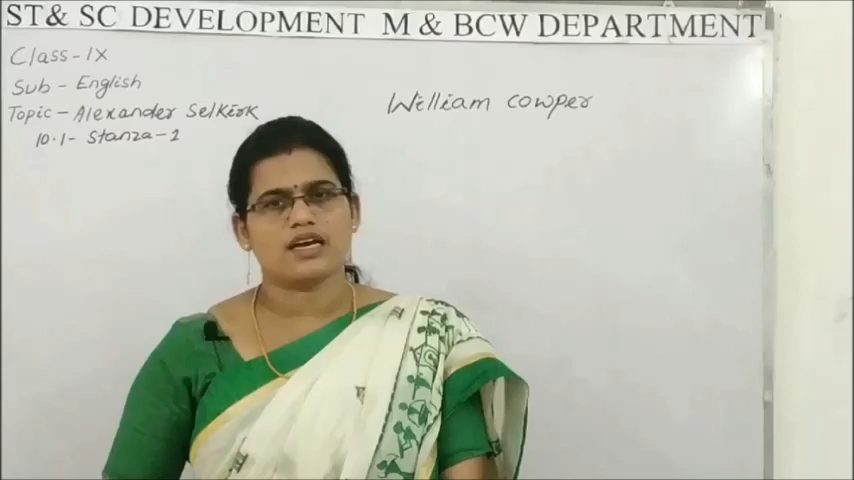 ST& SC DEVELOPMENT M & BCW DEPARTMENT
Class-IX
Sub - English
Topic - Alexander Selkirk
10.1- Stanza-1
William cowper